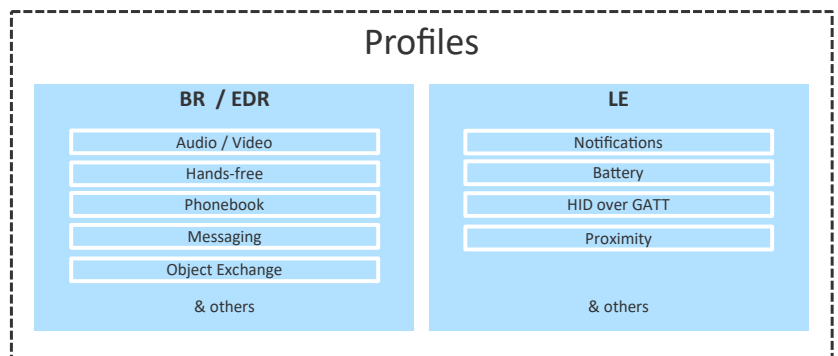 Profiles
BR / EDR
Audio / Video
Hands-free
Phonebook
Messaging
Object Exchange
& others
LE
Notifications
Battery
HID over GATT
Proximity
& others